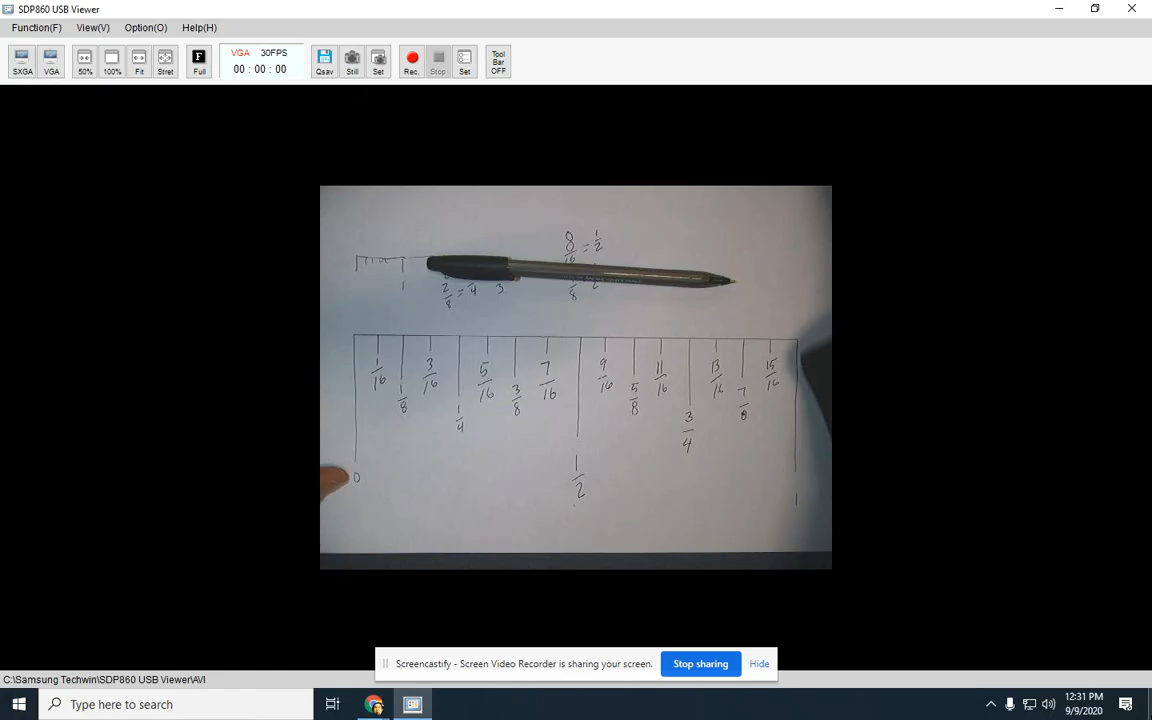 SDP860 USB Viewer
Function(F) View(V) Option(O) Help(H)
SXGA VGA 50% 100% Fit Stret F Full VGA 30FPS 00 : 00 : 00 Qsav Still Set Rec. Stop Set Tool Bar OFF
8/16 = 1/2
1
2/8 = 1/4 3
1/16 3/16 5/16 7/16 9/16 11/16 13/16 15/16
1/8 3/8 5/8 7/8
1/4 3/4
0 1/2 1
Screencastify - Screen Video Recorder is sharing your screen. Stop sharing Hide
C:\Samsung Techwin\SDP860 USB Viewer\AVI
Type here to search
12:31 PM
9/9/2020